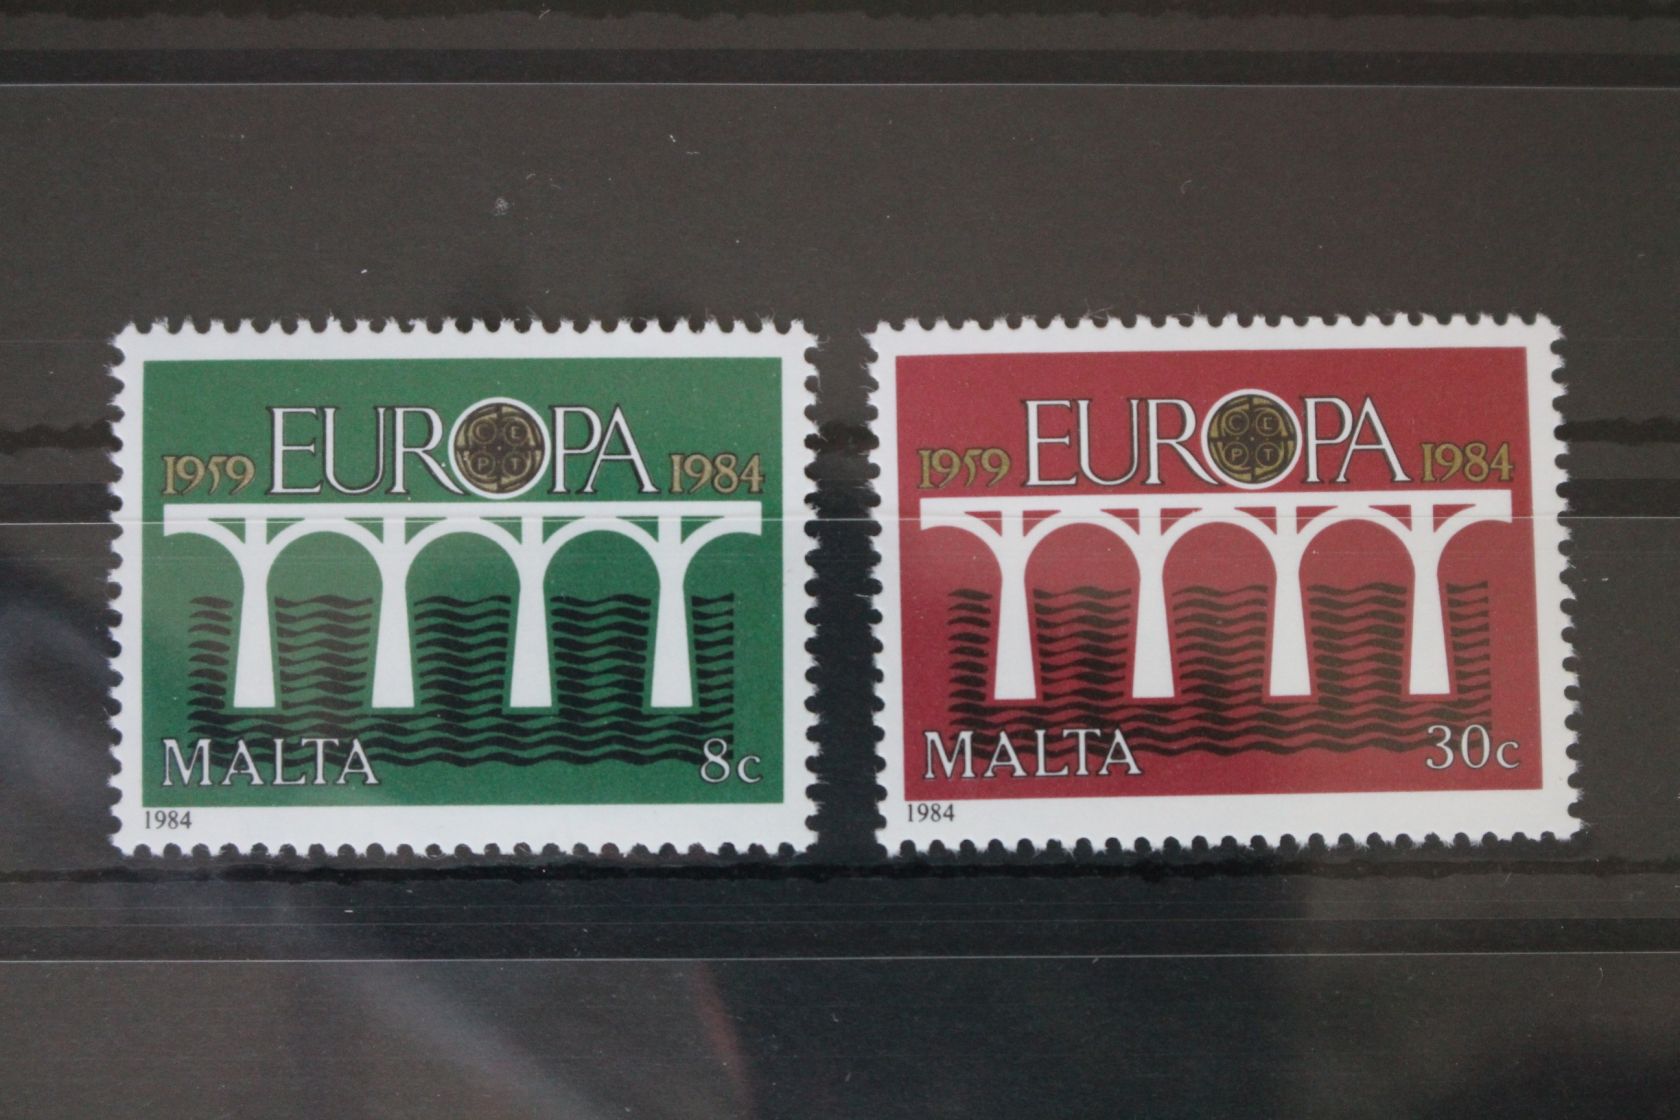 EUROPA
C E
P T
1959 1984
MALTA 8c
1984
EUROPA
C E
P T
1959 1984
MALTA 30c
1984